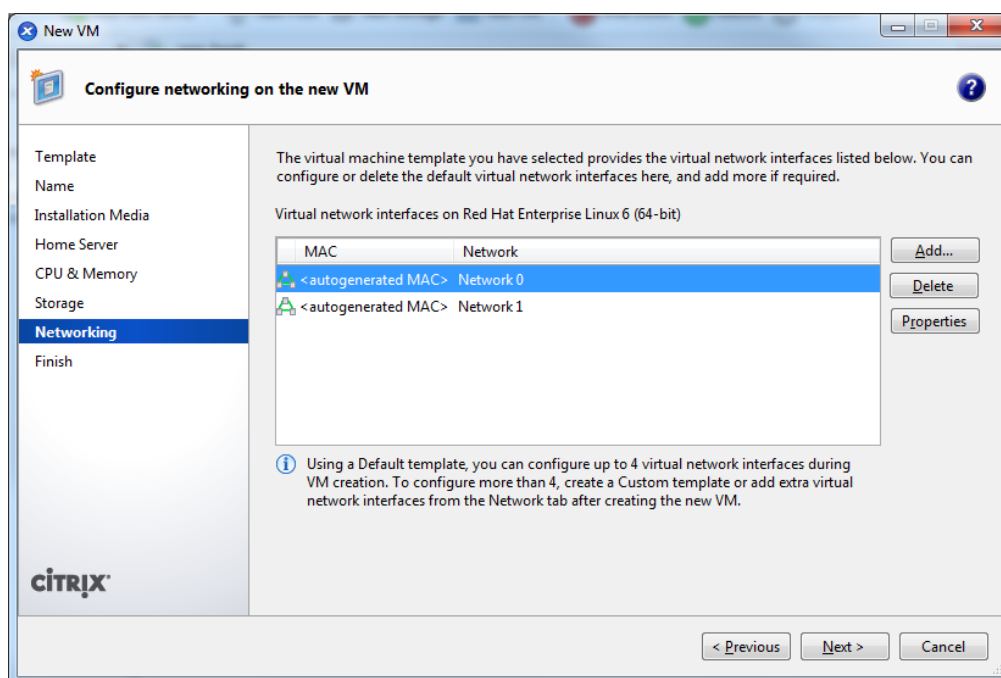 New VM
Configure networking on the new VM
Template
Name
Installation Media
Home Server
CPU & Memory
Storage
Networking
Finish
The virtual machine template you have selected provides the virtual network interfaces listed below. You can
configure or delete the default virtual network interfaces here, and add more if required.
Virtual network interfaces on Red Hat Enterprise Linux 6 (64-bit)
MAC Network
<autogenerated MAC> Network 0
<autogenerated MAC> Network 1
Add...
Delete
Properties
Using a Default template, you can configure up to 4 virtual network interfaces during
VM creation. To configure more than 4, create a Custom template or add extra virtual
network interfaces from the Network tab after creating the new VM.
CİTRỊX
< Previous Next > Cancel